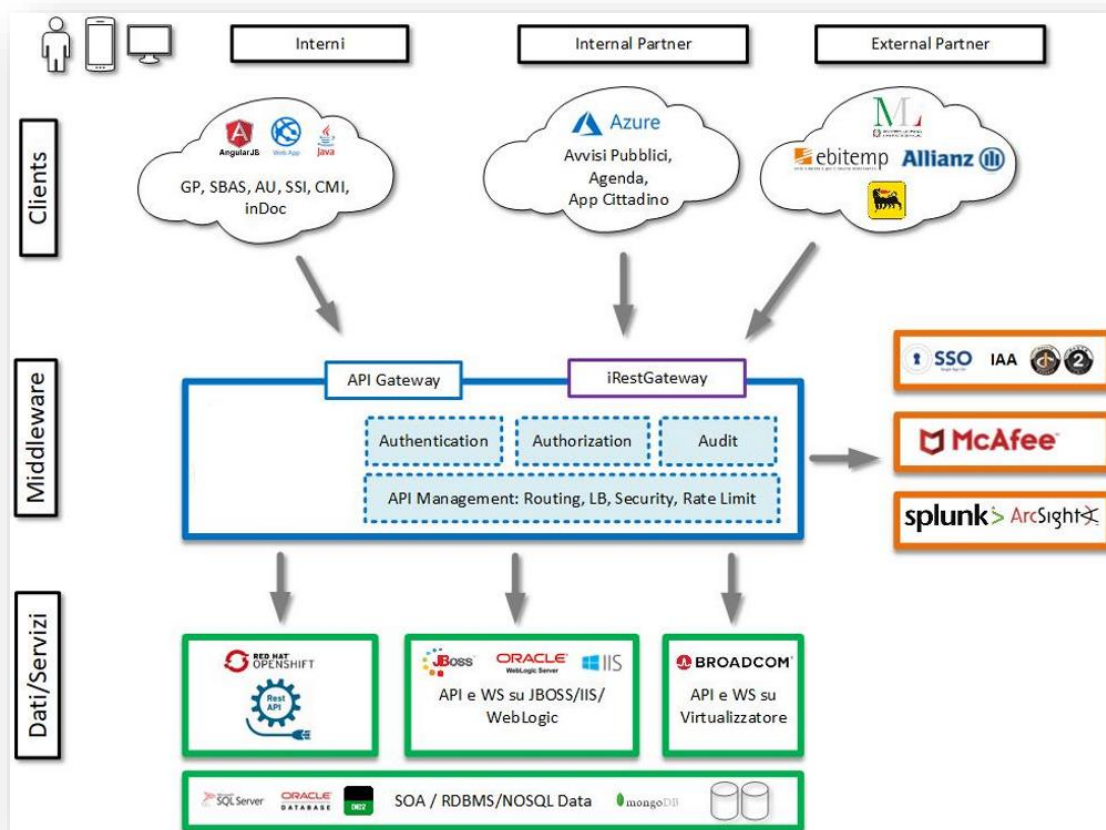 Interni
Internal Partner
External Partner
Clients
AngularJS
Web App
Java
GP, SBAS, AU, SSI, CMI,
inDoc
Azure
Avvisi Pubblici,
Agenda,
App Cittadino
ML
ebitemp
Allianz
Middleware
API Gateway
iRestGateway
Authentication
Authorization
Audit
API Management: Routing, LB, Security, Rate Limit
SSO
IAA
2
McAfee
splunk>
ArcSight
Dati/Servizi
RED HAT
OPENSHIFT
Rest
API
JBoss
ORACLE
WebLogic Server
IIS
API e WS su JBOSS/IIS/
WebLogic
BROADCOM
API e WS su
Virtualizzatore
SQL Server
ORACLE
DATABASE
DB2
SOA / RDBMS/NOSQL Data
mongoDB